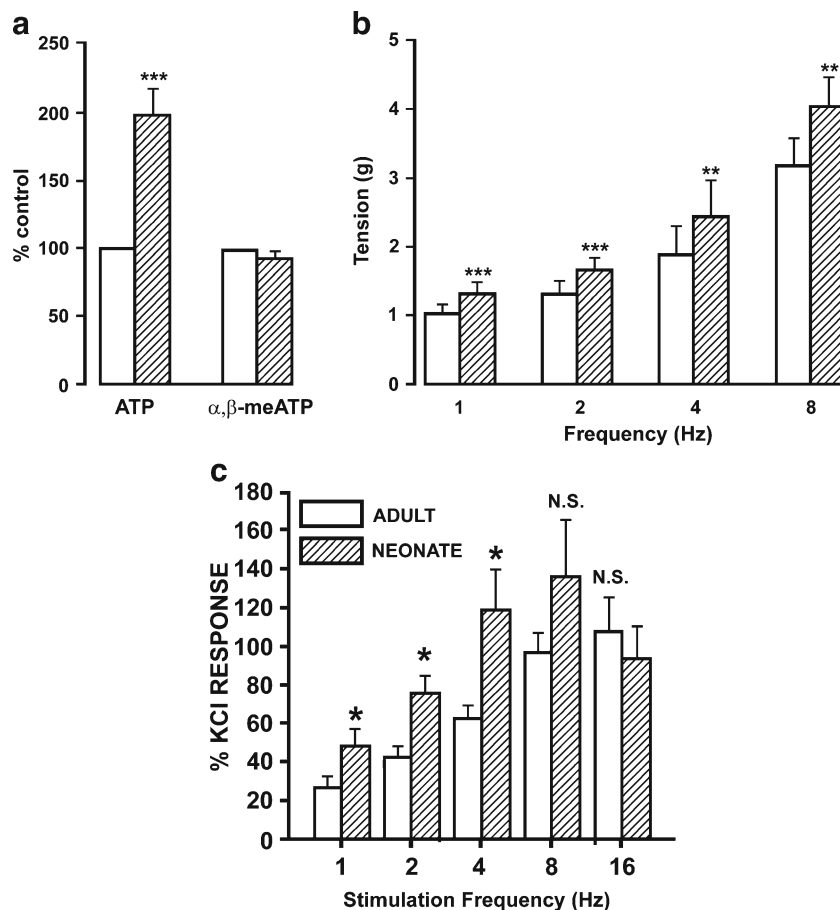 a
250
200
150
100
50
0
% control
***
ATP
α,β-meATP
b
5
4
3
2
1
0
Tension (g)
***
***
**
**
1 2 4 8
Frequency (Hz)
c
180
160
140
120
100
80
60
40
20
0
% KCl RESPONSE
ADULT
NEONATE
*
*
*
N.S.
N.S.
1 2 4 8 16
Stimulation Frequency (Hz)